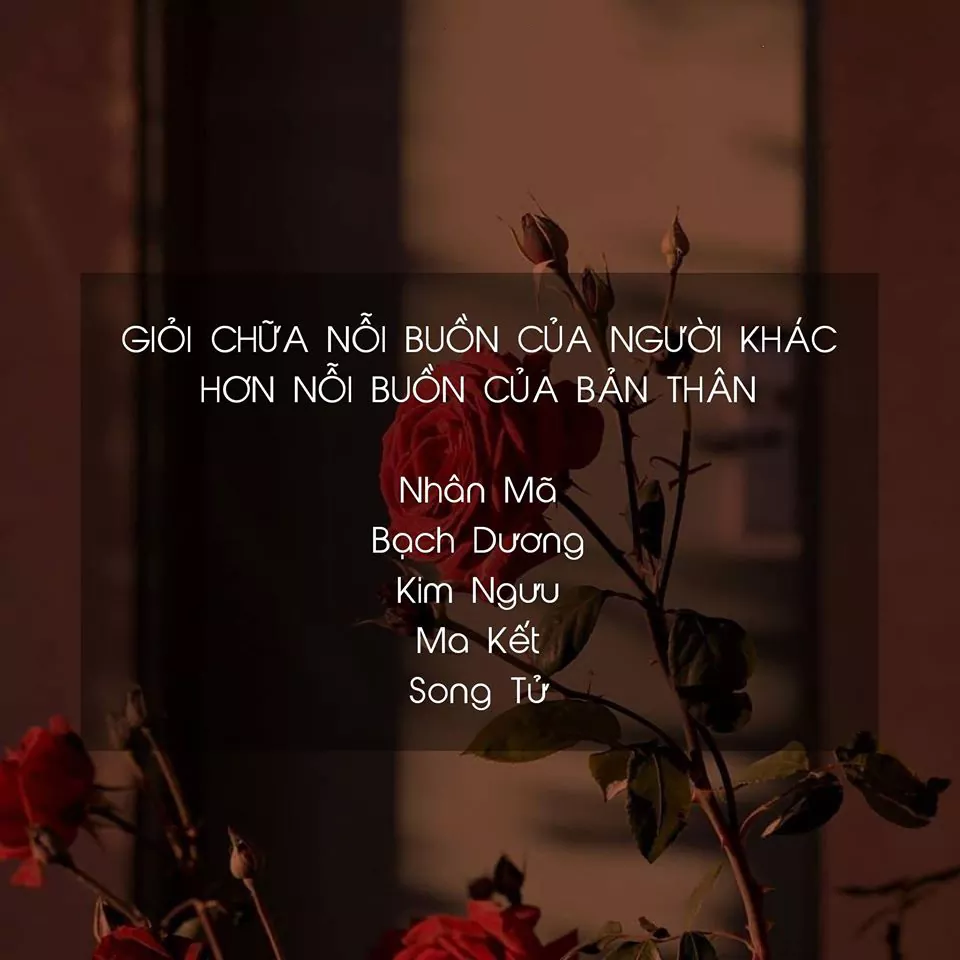 GIỎI CHỮA NỖI BUỒN CỦA NGƯỜI KHÁC
HƠN NỖI BUỒN CỦA BẢN THÂN
Nhân Mã
Bạch Dương
Kim Ngưu
Ma Kết
Song Tử